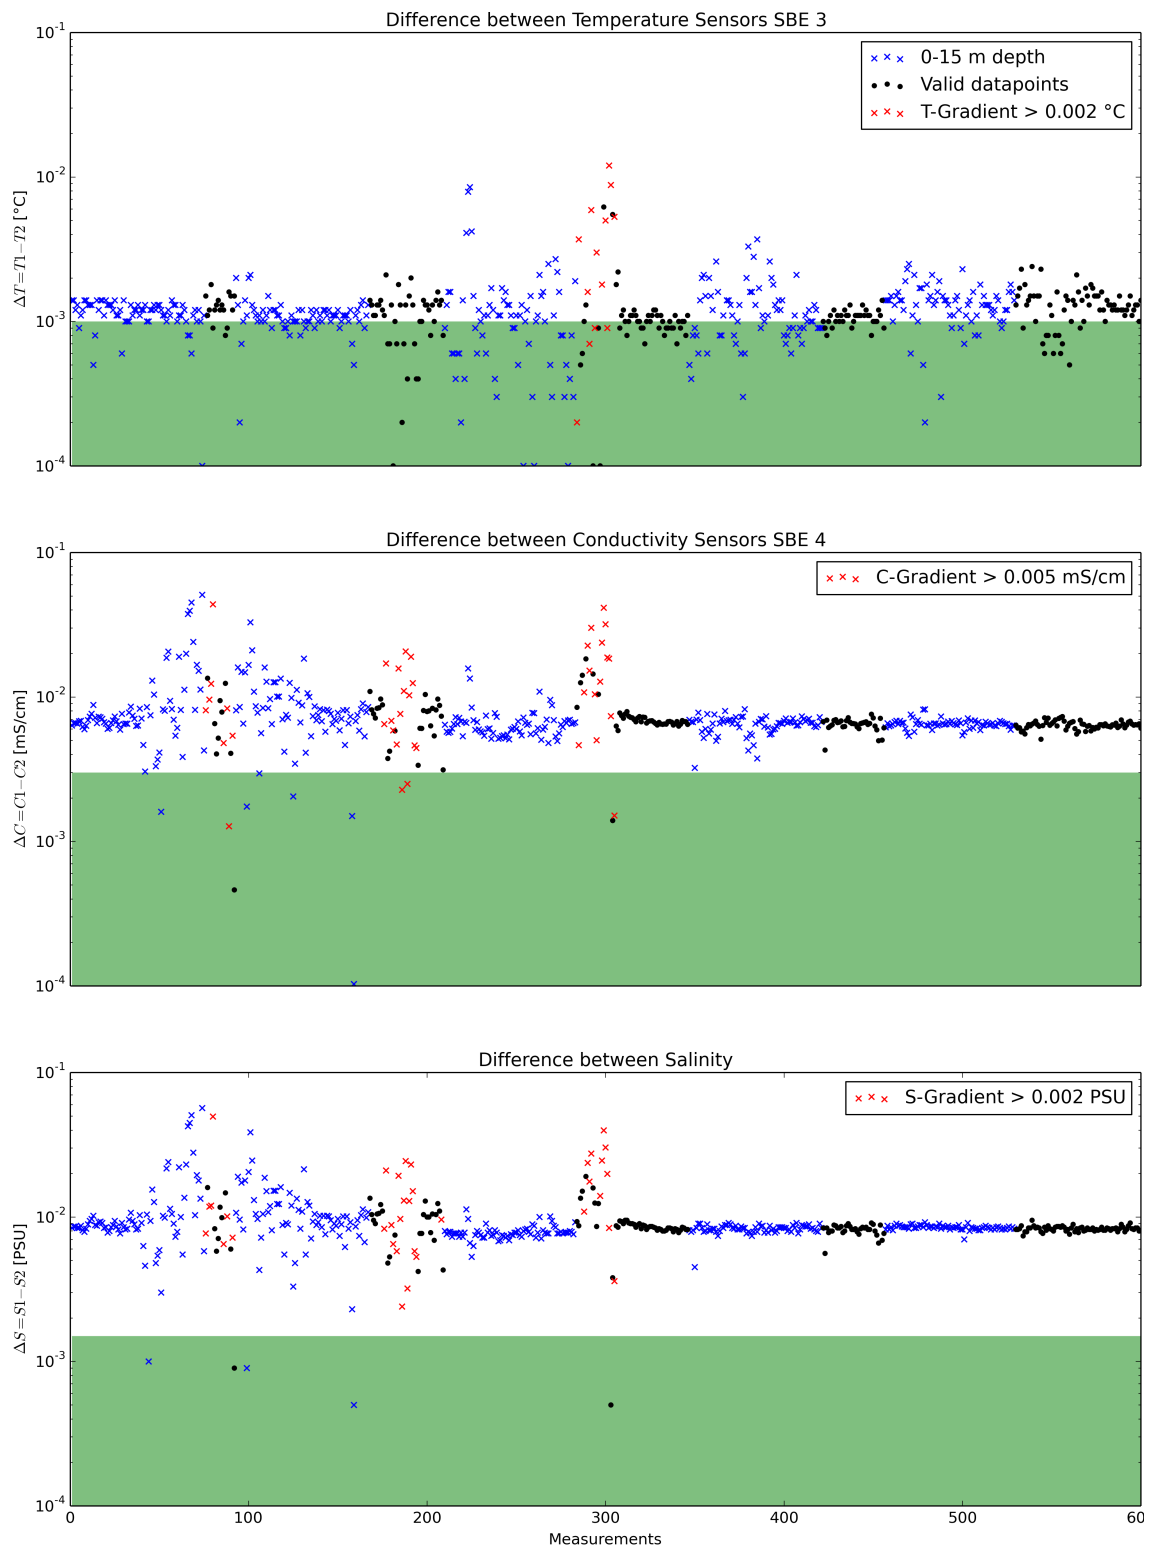 Difference between Temperature Sensors SBE 3
10^-1
10^-2
10^-3
10^-4
ΔT=T1−T2 [°C]
0-15 m depth
Valid datapoints
T-Gradient > 0.002 °C
Difference between Conductivity Sensors SBE 4
10^-1
10^-2
10^-3
10^-4
ΔC=C1−C2 [mS/cm]
C-Gradient > 0.005 mS/cm
Difference between Salinity
10^-1
10^-2
10^-3
10^-4
ΔS=S1−S2 [PSU]
S-Gradient > 0.002 PSU
0 100 200 300 400 500 60
Measurements